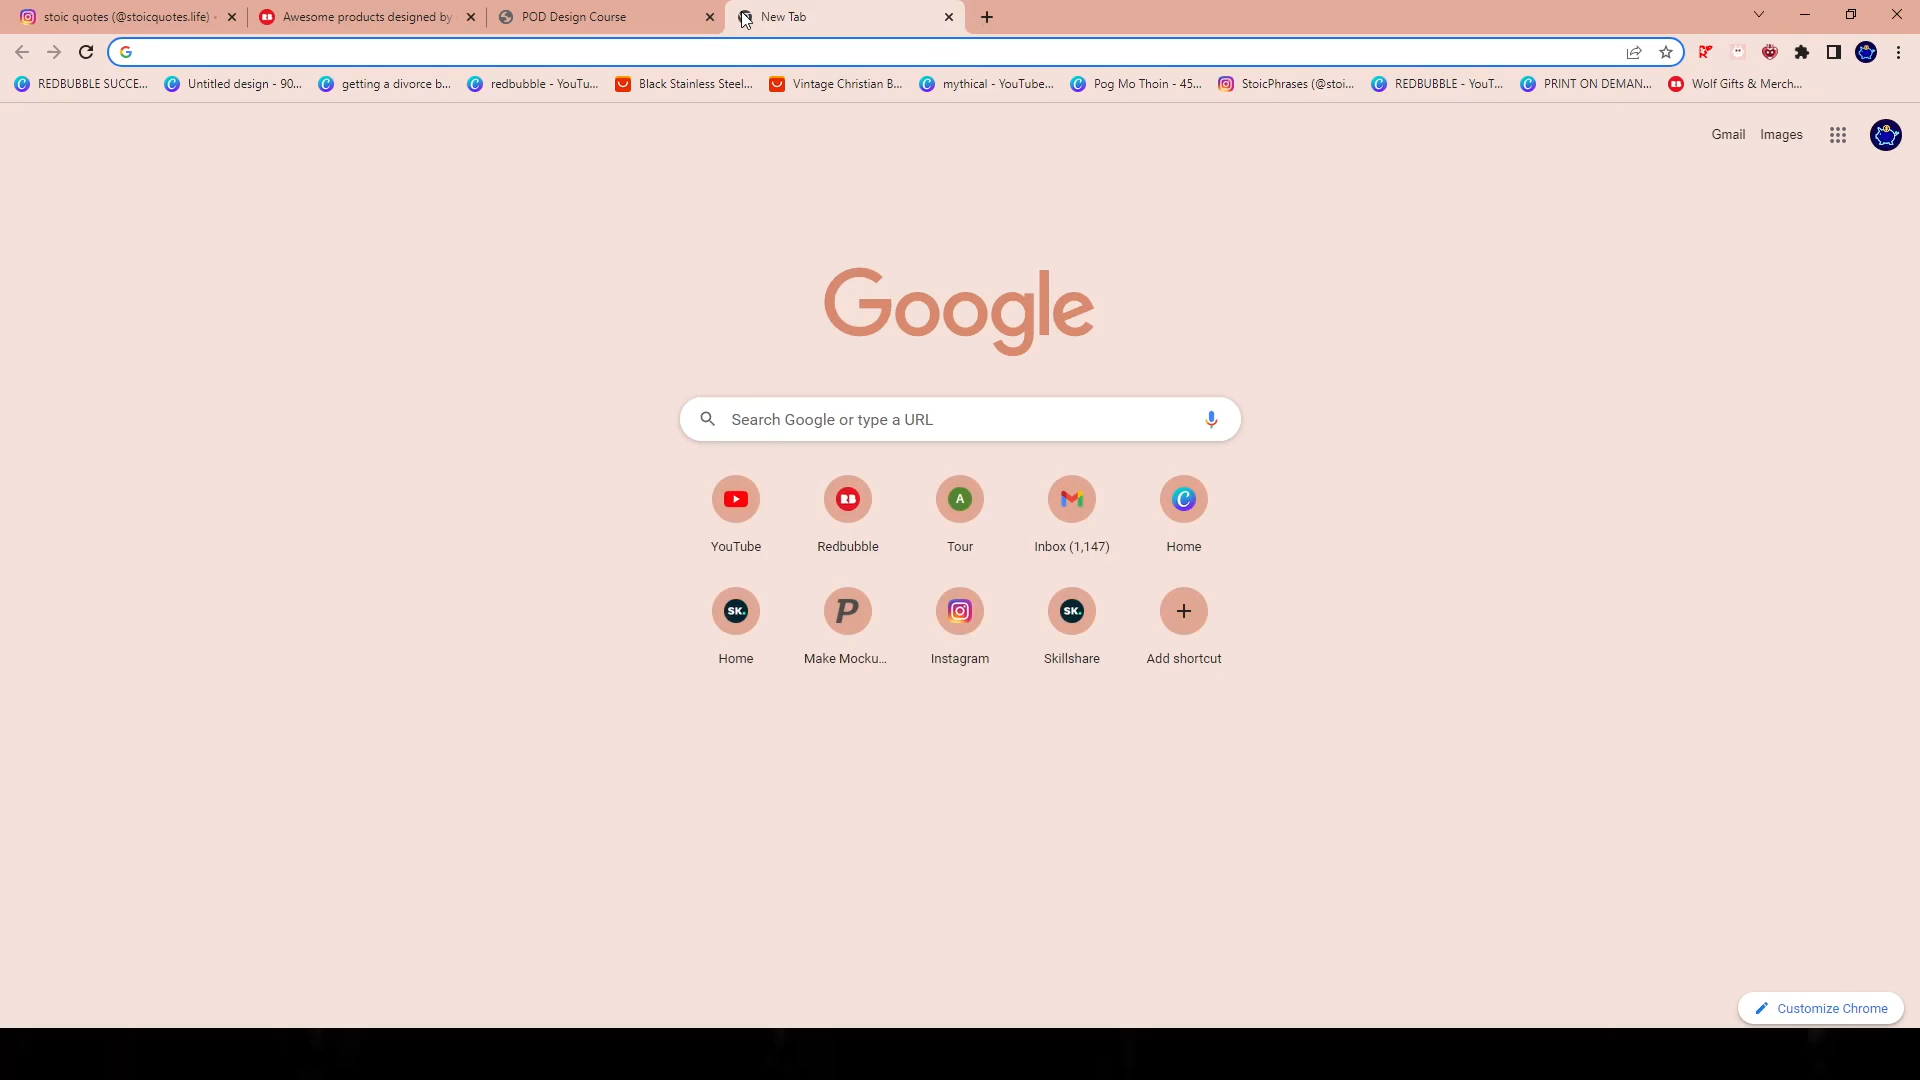 stoic quotes (@stoicquotes.life) •
Awesome products designed by
POD Design Course
New Tab
REDBUBBLE SUCCE...
Untitled design - 90...
getting a divorce b...
redbubble - YouTu...
Black Stainless Steel...
Vintage Christian B...
mythical - YouTube...
Pog Mo Thoin - 45...
StoicPhrases (@stoi...
REDBUBBLE - YouT...
PRINT ON DEMAN...
Wolf Gifts & Merch...
Gmail Images
Google
Search Google or type a URL
YouTube
Redbubble
Tour
Inbox (1,147)
Home
Home
Make Mocku...
Instagram
Skillshare
Add shortcut
Customize Chrome